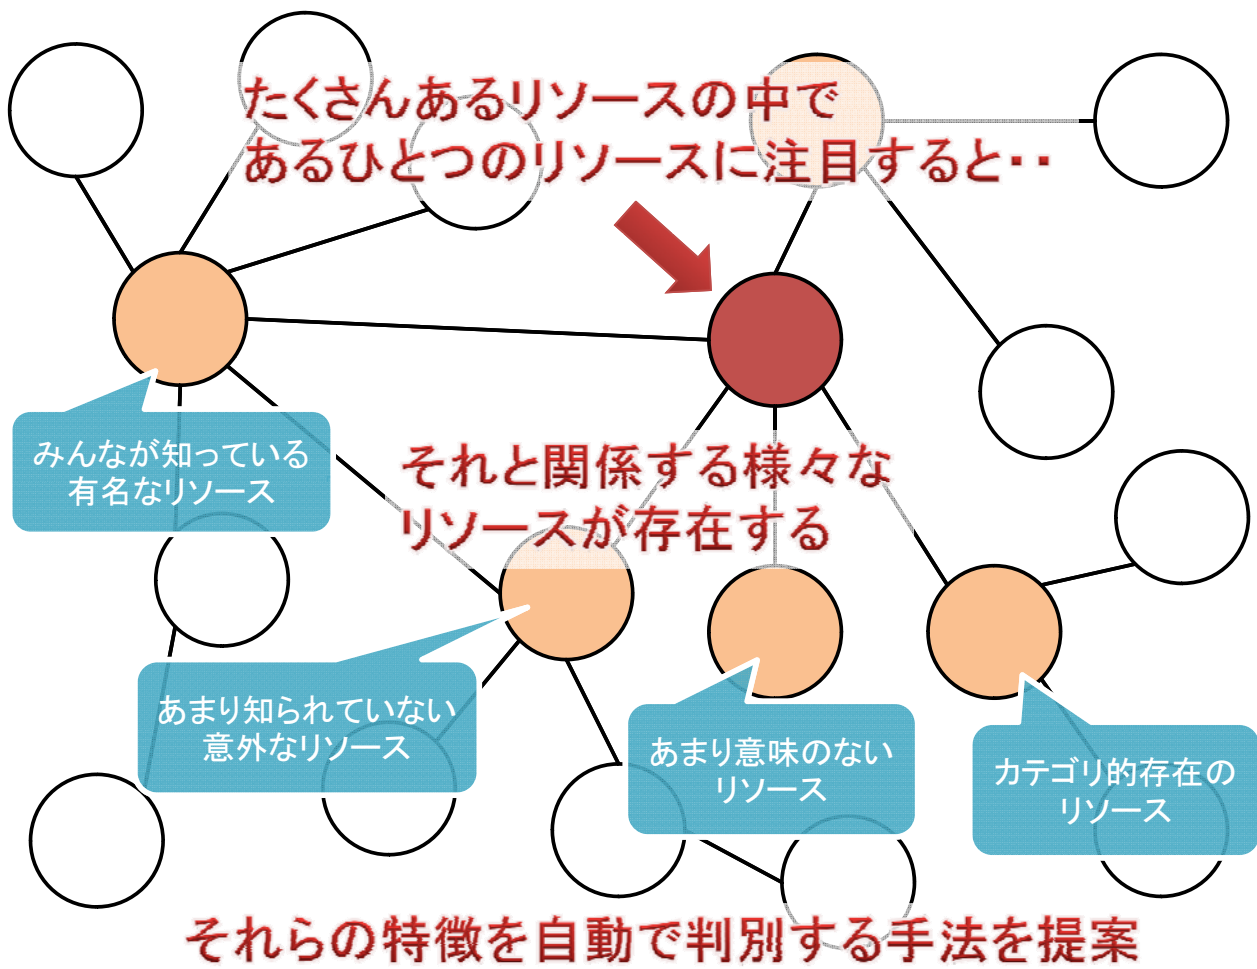 たくさんあるリソースの中で
あるひとつのリソースに注目すると・・
みんなが知っている
有名なリソース
それと関係する様々な
リソースが存在する
あまり知られていない
意外なリソース
あまり意味のない
リソース
カテゴリ的存在の
リソース
それらの特徴を自動で判別する手法を提案